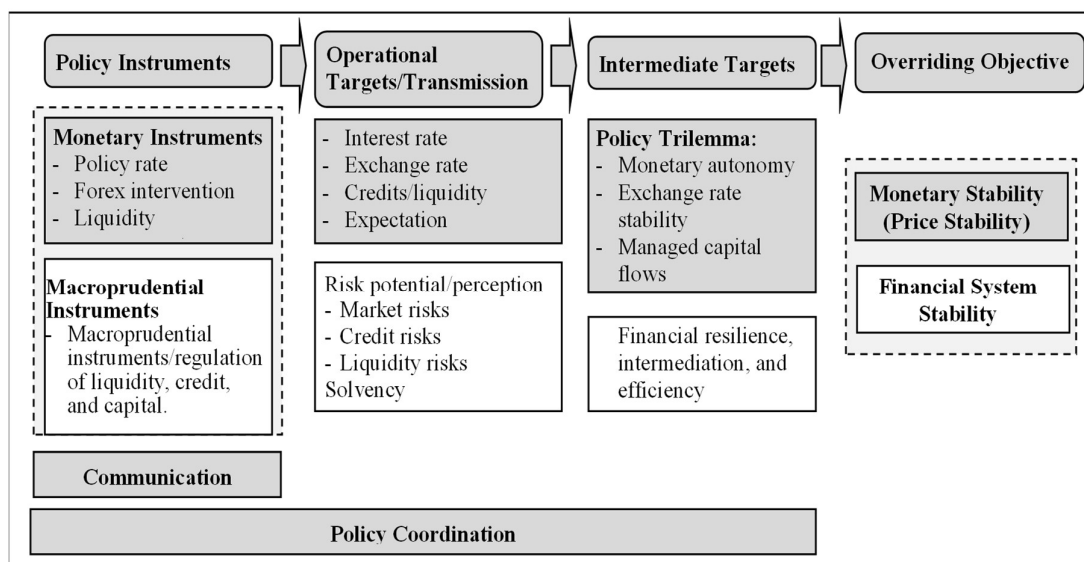 Policy Instruments
Operational
Targets/Transmission
Intermediate Targets
Overriding Objective
Monetary Instruments
- Policy rate
- Forex intervention
- Liquidity
Macroprudential
Instruments
- Macroprudential
instruments/regulation
of liquidity, credit,
and capital.
Communication
- Interest rate
- Exchange rate
- Credits/liquidity
- Expectation
Risk potential/perception
- Market risks
- Credit risks
- Liquidity risks
Solvency
Policy Trilemma:
- Monetary autonomy
- Exchange rate
stability
- Managed capital
flows
Financial resilience,
intermediation, and
efficiency
Monetary Stability
(Price Stability)
Financial System
Stability
Policy Coordination